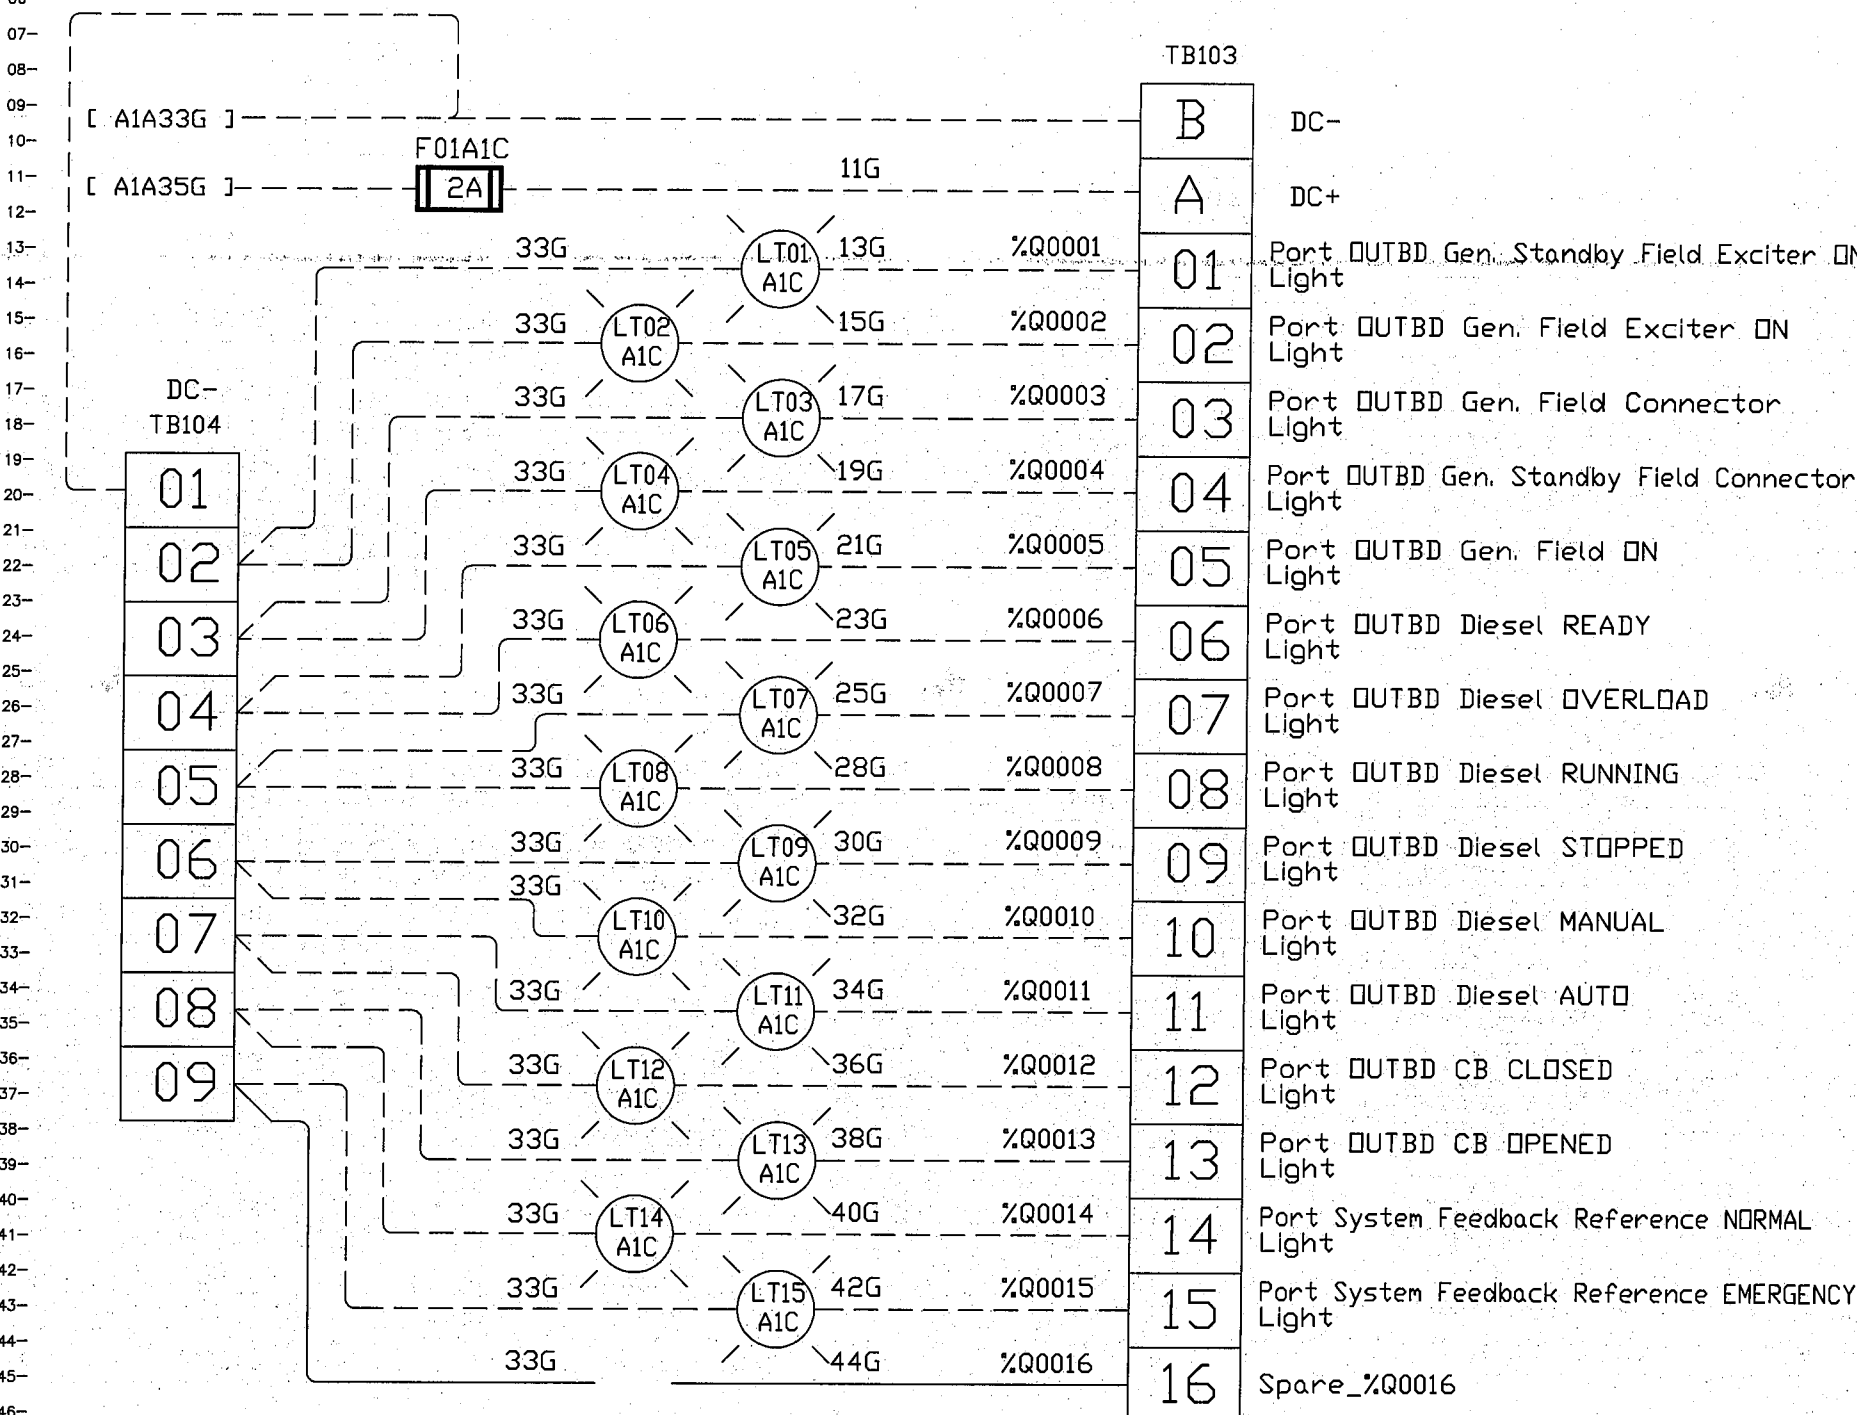 07-
08-
TB103
09-
[ A1A33G ]
B
DC-
10-
F01A1C
11-
[ A1A35G ]
2A
11G
A
DC+
12-
13-
33G
LT01
A1C
13G
%Q0001
01
Port OUTBD Gen. Standby Field Exciter ON
Light
14-
15-
33G
LT02
A1C
15G
%Q0002
02
Port OUTBD Gen. Field Exciter ON
Light
16-
17-
DC-
TB104
33G
LT03
A1C
17G
%Q0003
03
Port OUTBD Gen. Field Connector
Light
18-
19-
01
33G
LT04
A1C
19G
%Q0004
04
Port OUTBD Gen. Standby Field Connector
20-
21-
02
33G
LT05
A1C
21G
%Q0005
05
Port OUTBD Gen. Field ON
Light
22-
23-
03
33G
LT06
A1C
23G
%Q0006
06
Port OUTBD Diesel READY
Light
24-
25-
04
33G
LT07
A1C
25G
%Q0007
07
Port OUTBD Diesel OVERLOAD
Light
26-
27-
05
33G
LT08
A1C
28G
%Q0008
08
Port OUTBD Diesel RUNNING
Light
28-
29-
06
33G
LT09
A1C
30G
%Q0009
09
Port OUTBD Diesel STOPPED
Light
30-
31-
07
33G
LT10
A1C
32G
%Q0010
10
Port OUTBD Diesel MANUAL
Light
32-
33-
08
33G
LT11
A1C
34G
%Q0011
11
Port OUTBD Diesel AUTO
Light
34-
35-
09
33G
LT12
A1C
36G
%Q0012
12
Port OUTBD CB CLOSED
Light
36-
37-
38-
33G
LT13
A1C
38G
%Q0013
13
Port OUTBD CB OPENED
Light
39-
40-
33G
LT14
A1C
40G
%Q0014
14
Port System Feedback Reference NORMAL
Light
41-
42-
33G
LT15
A1C
42G
%Q0015
15
Port System Feedback Reference EMERGENCY
Light
43-
44-
33G
44G
%Q0016
16
Spare_%Q0016
45-
46-